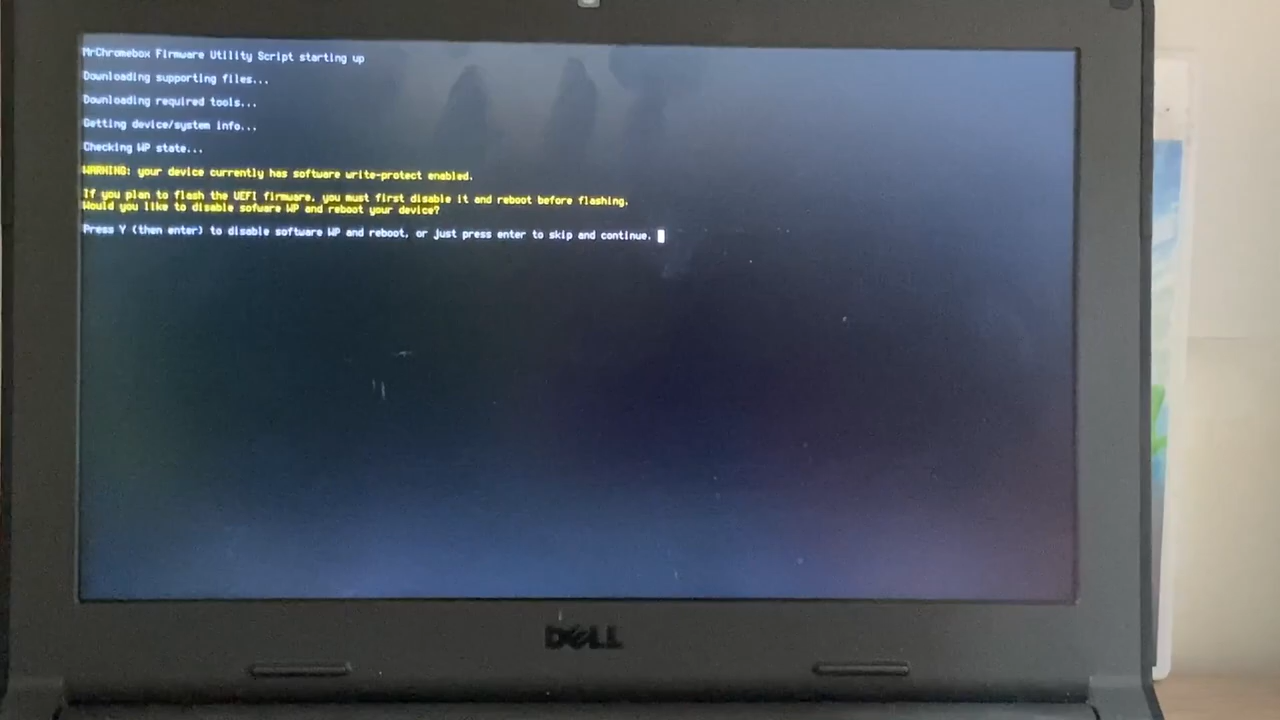 MrChromebox Firmware Utility Script starting up
Downloading supporting files...
Downloading required tools...
Getting device/system info...
Checking WP state...
WARNING: your device currently has software write-protect enabled.
If you plan to flash the UEFI firmware, you must first disable it and reboot before flashing.
Would you like to disable sofware WP and reboot your device?
Press Y (then enter) to disable software WP and reboot, or just press enter to skip and continue.
DELL